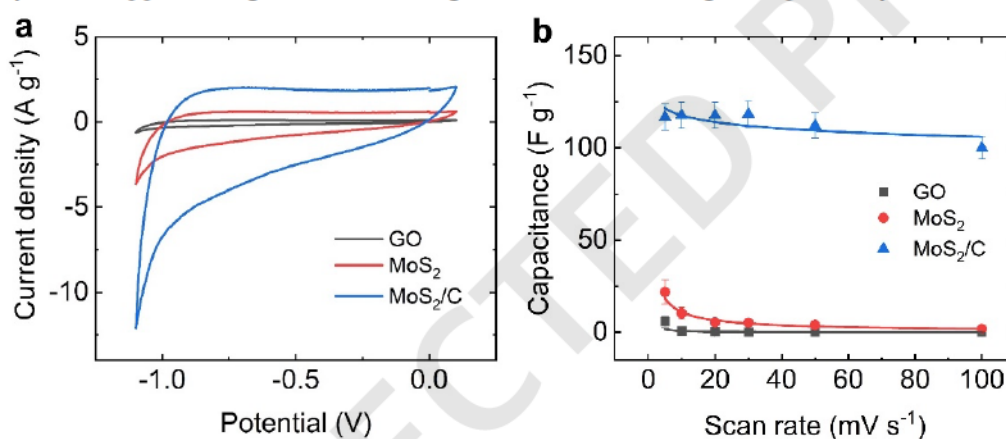 a
5
0
-5
-10
Current density (A g⁻¹)
GO
MoS₂
MoS₂/C
-1.0
-0.5
0.0
Potential (V)
b
150
100
50
0
Capacitance (F g⁻¹)
GO
MoS₂
MoS₂/C
0
20
40
60
80
100
Scan rate (mV s⁻¹)
ECTED P